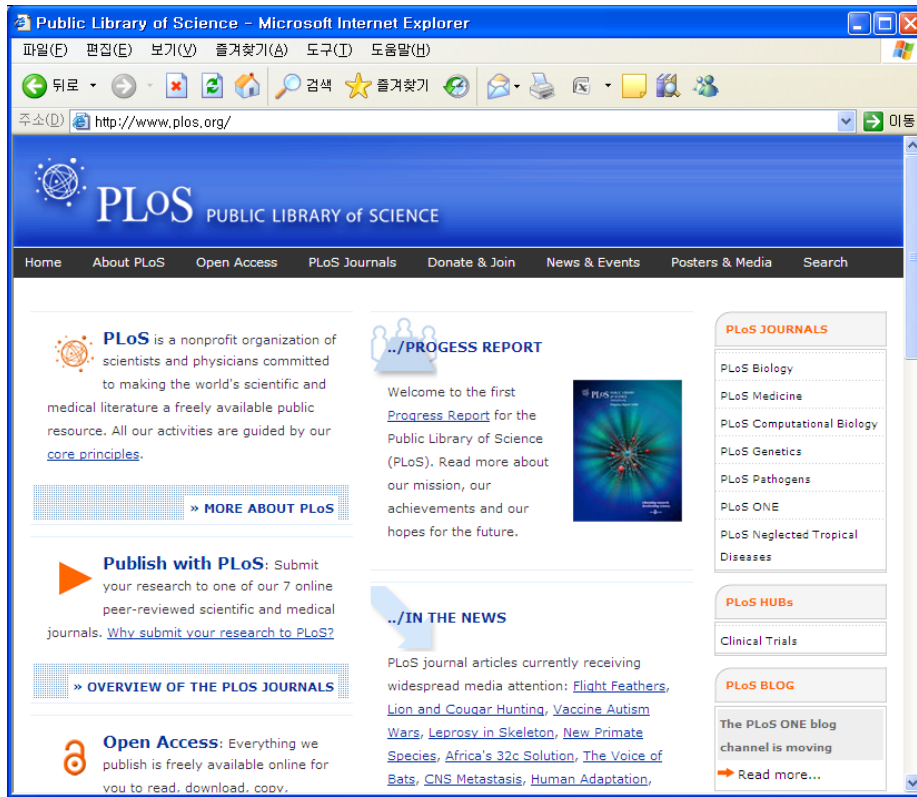 Public Library of Science - Microsoft Internet Explorer
파일(F) 편집(E) 보기(V) 즐겨찾기(A) 도구(T) 도움말(H)
뒤로 검색 즐겨찾기
주소(D) http://www.plos.org/ 이동
PLoS PUBLIC LIBRARY of SCIENCE
Home About PLoS Open Access PLoS Journals Donate & Join News & Events Posters & Media Search
PLoS is a nonprofit organization of
scientists and physicians committed
to making the world's scientific and
medical literature a freely available public
resource. All our activities are guided by our
core principles.
» MORE ABOUT PLoS
Publish with PLoS: Submit
your research to one of our 7 online
peer-reviewed scientific and medical
journals. Why submit your research to PLoS?
» OVERVIEW OF THE PLOS JOURNALS
Open Access: Everything we
publish is freely available online for
you to read, download, copy,
../PROGESS REPORT
Welcome to the first
Progress Report for the
Public Library of Science
(PLoS). Read more about
our mission, our
achievements and our
hopes for the future.
PLoS
../IN THE NEWS
PLoS journal articles currently receiving
widespread media attention: Flight Feathers,
Lion and Cougar Hunting, Vaccine Autism
Wars, Leprosy in Skeleton, New Primate
Species, Africa's 32c Solution, The Voice of
Bats, CNS Metastasis, Human Adaptation,
PLoS JOURNALS
PLoS Biology
PLoS Medicine
PLoS Computational Biology
PLoS Genetics
PLoS Pathogens
PLoS ONE
PLoS Neglected Tropical
Diseases
PLoS HUBs
Clinical Trials
PLoS BLOG
The PLoS ONE blog
channel is moving
Read more...